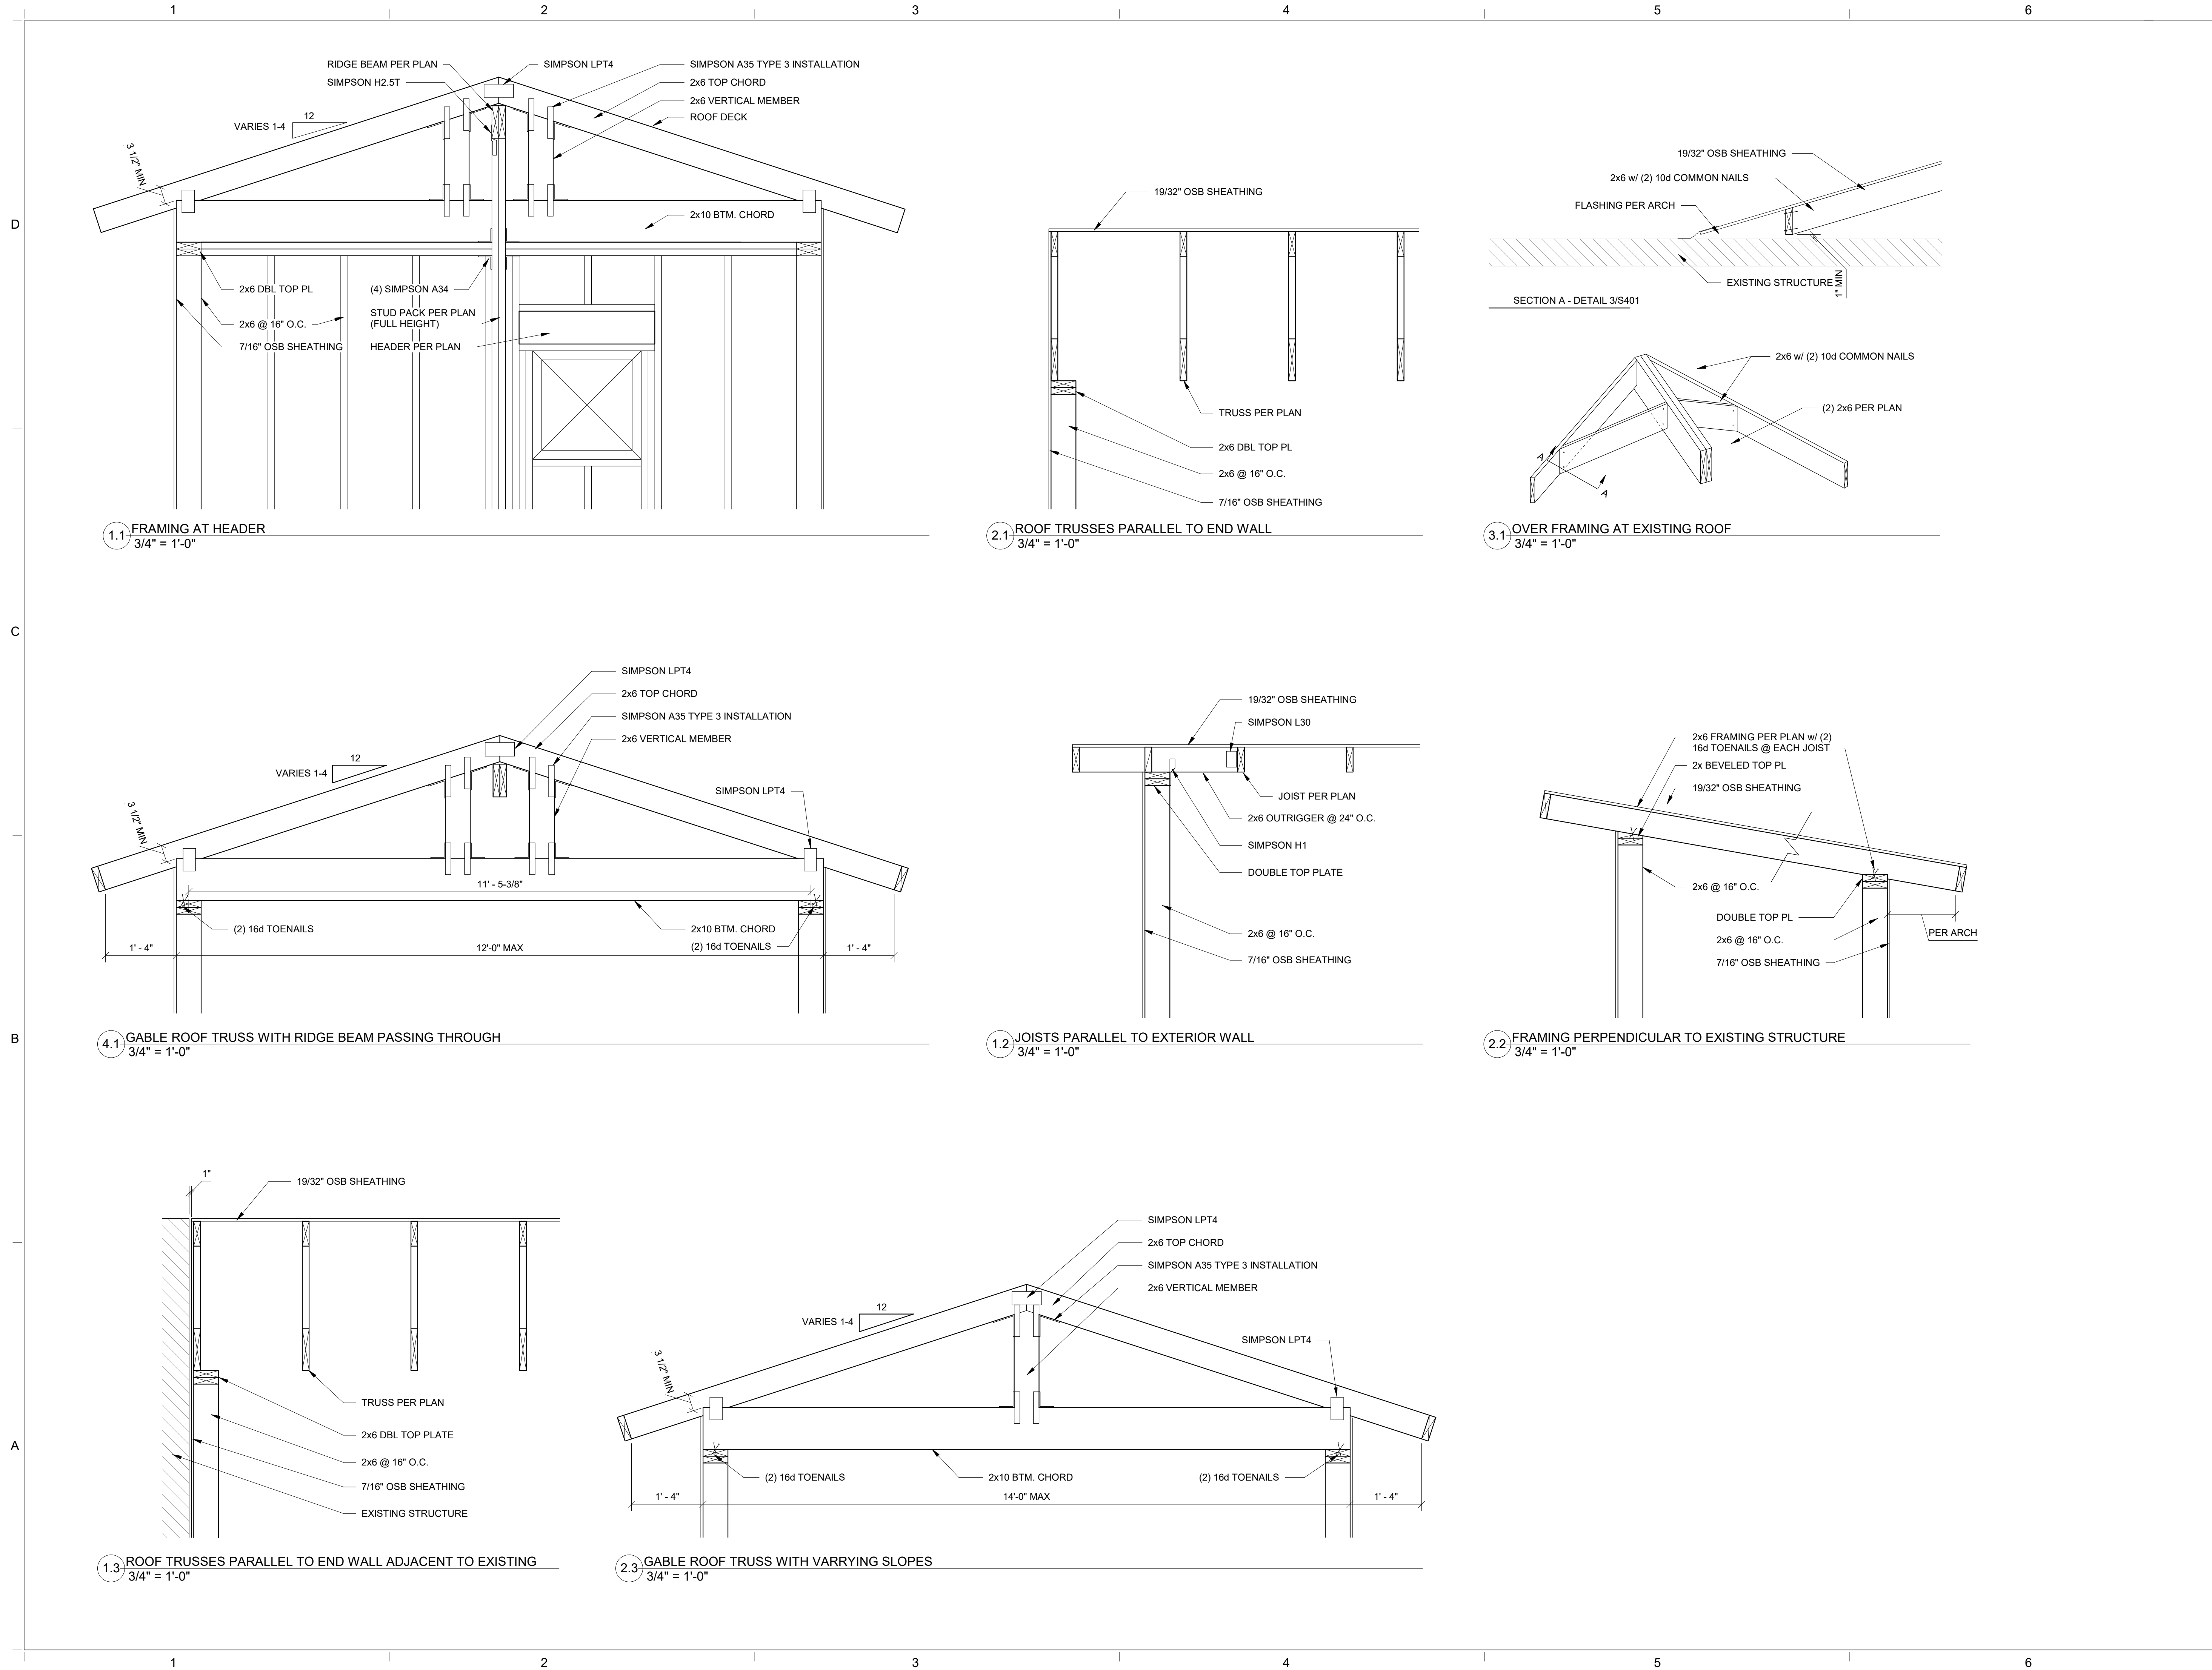 1 2 3 4 5 6
D
C
B
A
RIDGE BEAM PER PLAN
SIMPSON H2.5T
SIMPSON LPT4
SIMPSON A35 TYPE 3 INSTALLATION
2x6 TOP CHORD
2x6 VERTICAL MEMBER
ROOF DECK
12
VARIES 1-4
3 1/2" MIN
2x10 BTM. CHORD
2x6 DBL TOP PL
2x6 @ 16" O.C.
7/16" OSB SHEATHING
(4) SIMPSON A34
STUD PACK PER PLAN
(FULL HEIGHT)
HEADER PER PLAN
1.1 FRAMING AT HEADER
3/4" = 1'-0"
19/32" OSB SHEATHING
TRUSS PER PLAN
2x6 DBL TOP PL
2x6 @ 16" O.C.
7/16" OSB SHEATHING
2.1 ROOF TRUSSES PARALLEL TO END WALL
3/4" = 1'-0"
19/32" OSB SHEATHING
2x6 w/ (2) 10d COMMON NAILS
FLASHING PER ARCH
EXISTING STRUCTURE
1" MIN
SECTION A - DETAIL 3/S401
2x6 w/ (2) 10d COMMON NAILS
(2) 2x6 PER PLAN
A
A
3.1 OVER FRAMING AT EXISTING ROOF
3/4" = 1'-0"
SIMPSON LPT4
2x6 TOP CHORD
SIMPSON A35 TYPE 3 INSTALLATION
2x6 VERTICAL MEMBER
12
VARIES 1-4
SIMPSON LPT4
3 1/2" MIN
11' - 5-3/8"
(2) 16d TOENAILS
2x10 BTM. CHORD
(2) 16d TOENAILS
1' - 4"
12'-0" MAX
1' - 4"
4.1 GABLE ROOF TRUSS WITH RIDGE BEAM PASSING THROUGH
3/4" = 1'-0"
19/32" OSB SHEATHING
SIMPSON L30
JOIST PER PLAN
2x6 OUTRIGGER @ 24" O.C.
SIMPSON H1
DOUBLE TOP PLATE
2x6 @ 16" O.C.
7/16" OSB SHEATHING
1.2 JOISTS PARALLEL TO EXTERIOR WALL
3/4" = 1'-0"
2x6 FRAMING PER PLAN w/ (2)
16d TOENAILS @ EACH JOIST
2x BEVELED TOP PL
19/32" OSB SHEATHING
2x6 @ 16" O.C.
DOUBLE TOP PL
2x6 @ 16" O.C.
7/16" OSB SHEATHING
PER ARCH
2.2 FRAMING PERPENDICULAR TO EXISTING STRUCTURE
3/4" = 1'-0"
1"
19/32" OSB SHEATHING
TRUSS PER PLAN
2x6 DBL TOP PLATE
2x6 @ 16" O.C.
7/16" OSB SHEATHING
EXISTING STRUCTURE
1.3 ROOF TRUSSES PARALLEL TO END WALL ADJACENT TO EXISTING
3/4" = 1'-0"
SIMPSON LPT4
2x6 TOP CHORD
SIMPSON A35 TYPE 3 INSTALLATION
2x6 VERTICAL MEMBER
12
VARIES 1-4
SIMPSON LPT4
3 1/2" MIN
(2) 16d TOENAILS
2x10 BTM. CHORD
(2) 16d TOENAILS
1' - 4"
14'-0" MAX
1' - 4"
2.3 GABLE ROOF TRUSS WITH VARRYING SLOPES
3/4" = 1'-0"
1 2 3 4 5 6